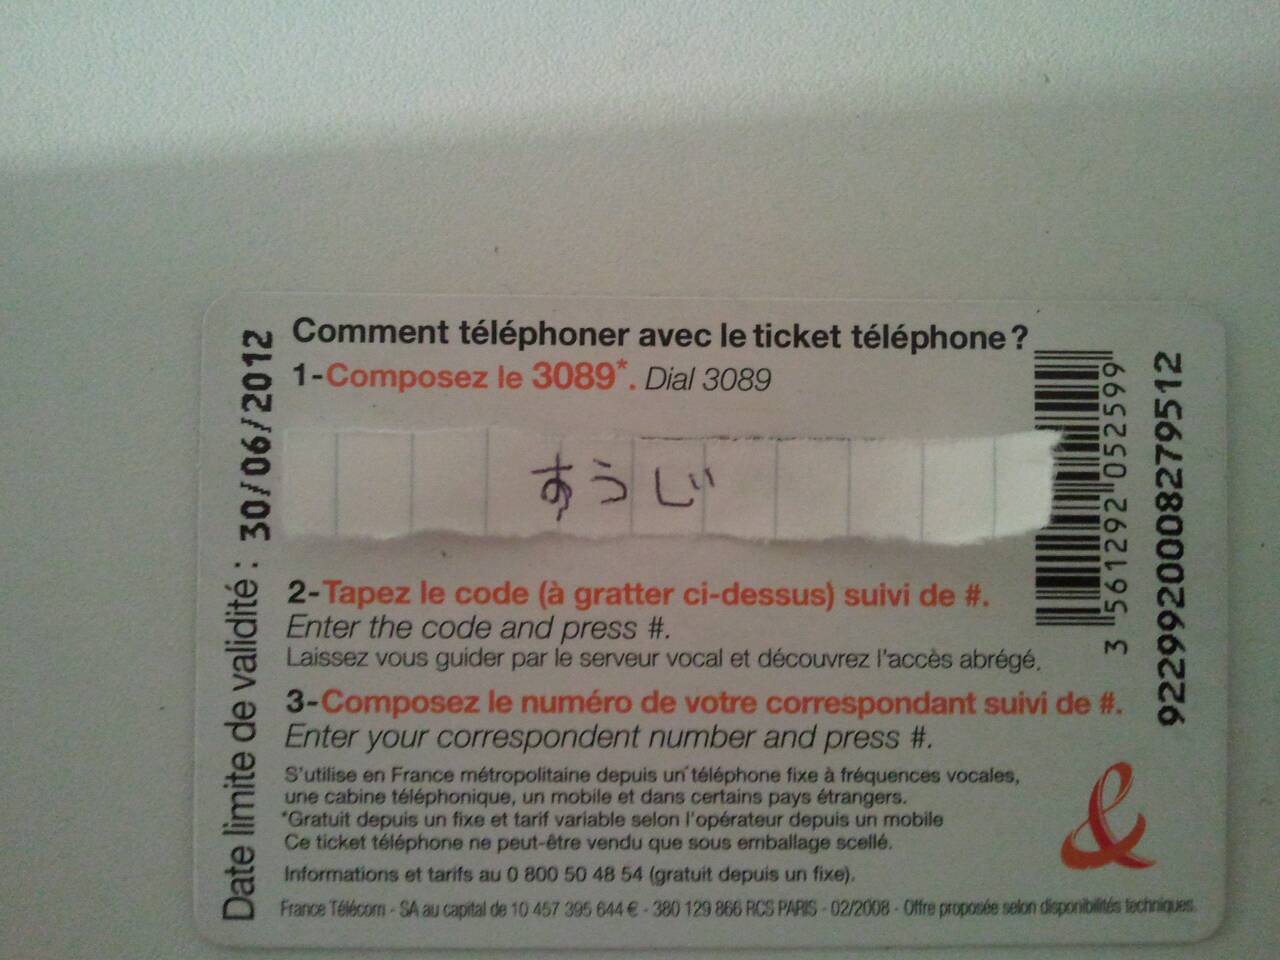 Comment téléphoner avec le ticket téléphone ?
1-Composez le 3089*. Dial 3089
2-Tapez le code (à gratter ci-dessus) suivi de #.
Enter the code and press #.
Laissez vous guider par le serveur vocal et découvrez l'accès abrégé.
3-Composez le numéro de votre correspondant suivi de #.
Enter your correspondent number and press #.
S'utilise en France métropolitaine depuis un téléphone fixe à fréquences vocales,
une cabine téléphonique, un mobile et dans certains pays étrangers.
*Gratuit depuis un fixe et tarif variable selon l'opérateur depuis un mobile
Ce ticket téléphone ne peut-être vendu que sous emballage scellé.
Informations et tarifs au 0 800 50 48 54 (gratuit depuis un fixe).
France Télécom - SA au capital de 10 457 395 644 € - 380 129 866 RCS PARIS - 02/2008 - Offre proposée selon disponibilités techniques.
Date limite de validité : 30/06/2012
3 561292 052599
9229920008279512
&
うじ